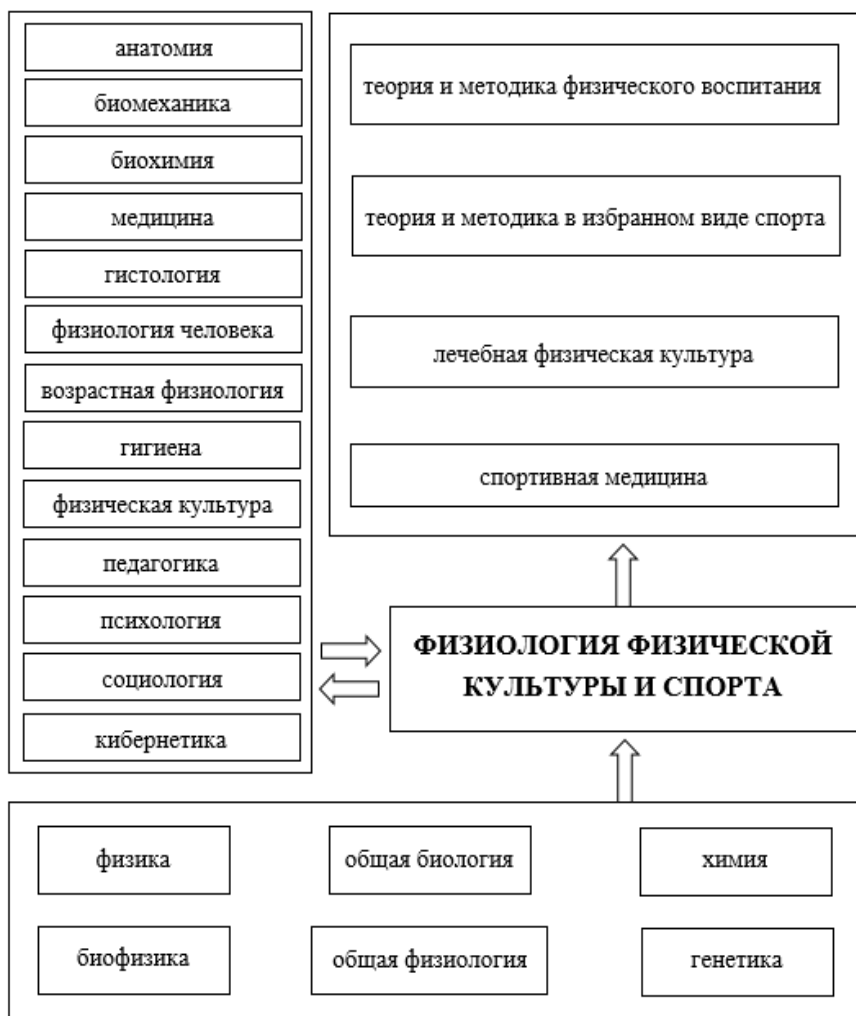 анатомия
биомеханика
биохимия
медицина
гистология
физиология человека
возрастная физиология
гигиена
физическая культура
педагогика
психология
социология
кибернетика
теория и методика физического воспитания
теория и методика в избранном виде спорта
лечебная физическая культура
спортивная медицина
ФИЗИОЛОГИЯ ФИЗИЧЕСКОЙ
КУЛЬТУРЫ И СПОРТА
физика
общая биология
химия
биофизика
общая физиология
генетика